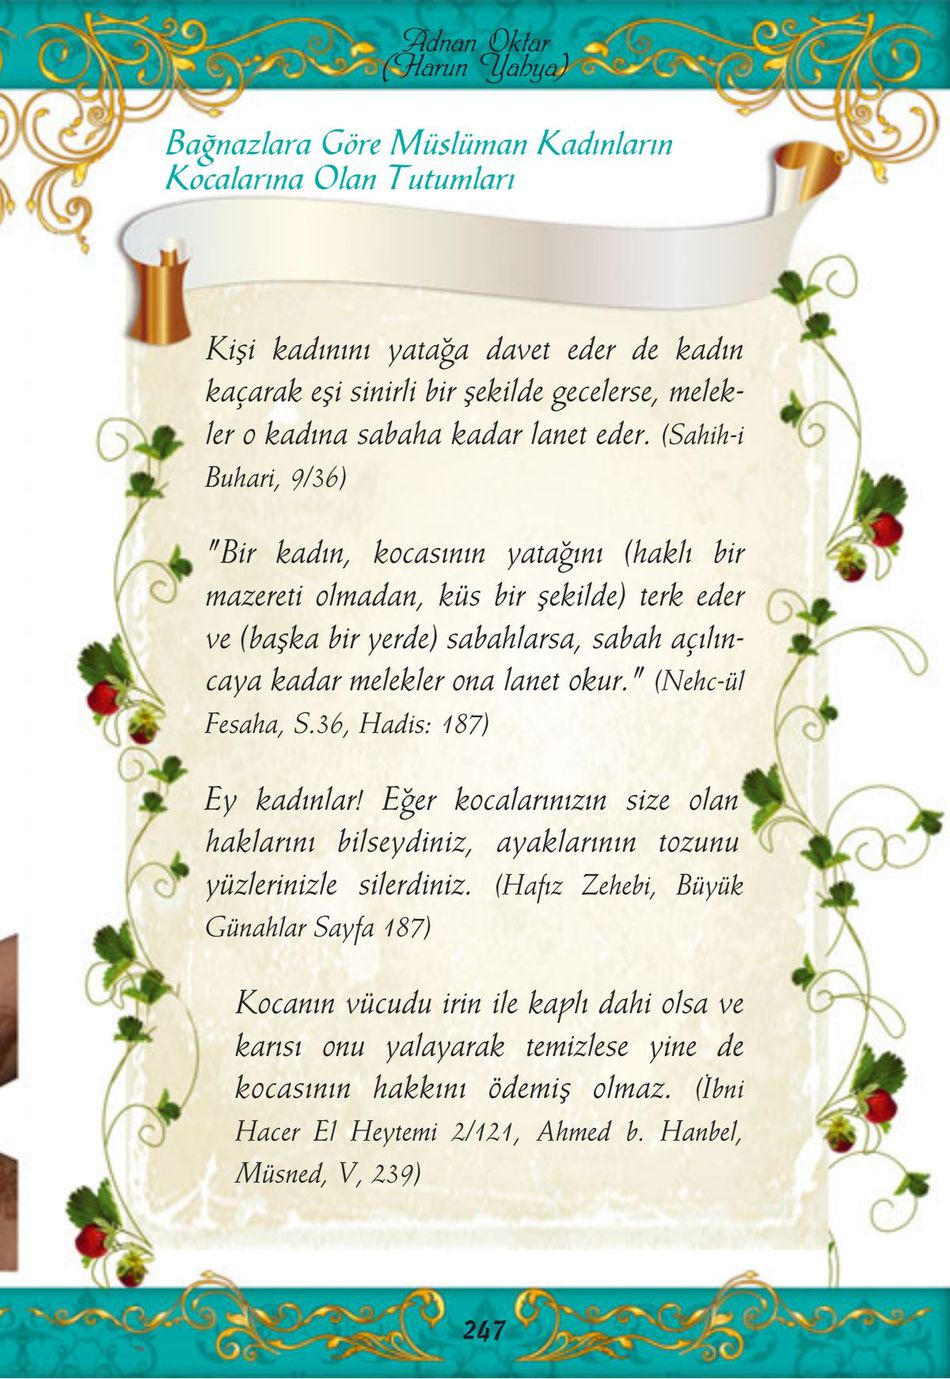 Adnan Oktar
(Harun Yahya)
Bağnazlara Göre Müslüman Kadınların
Kocalarına Olan Tutumları
Kişi kadınını yatağa davet eder de kadın
kaçarak eşi sinirli bir şekilde gecelerse, melek-
ler o kadına sabaha kadar lanet eder. (Sahih-i
Buhari, 9/36)
"Bir kadın, kocasının yatağını (haklı bir
mazereti olmadan, küs bir şekilde) terk eder
ve (başka bir yerde) sabahlarsa, sabah açılın-
caya kadar melekler ona lanet okur." (Nehc-ül
Fesaha, S.36, Hadis: 187)
Ey kadınlar! Eğer kocalarınızın size olan
haklarını bilseydiniz, ayaklarının tozunu
yüzlerinizle silerdiniz. (Hafız Zehebi, Büyük
Günahlar Sayfa 187)
Kocanın vücudu irin ile kaplı dahi olsa ve
karısı onu yalayarak temizlese yine de
kocasının hakkını ödemiş olmaz. (İbni
Hacer El Heytemi 2/121, Ahmed b. Hanbel,
Müsned, V, 239)
247